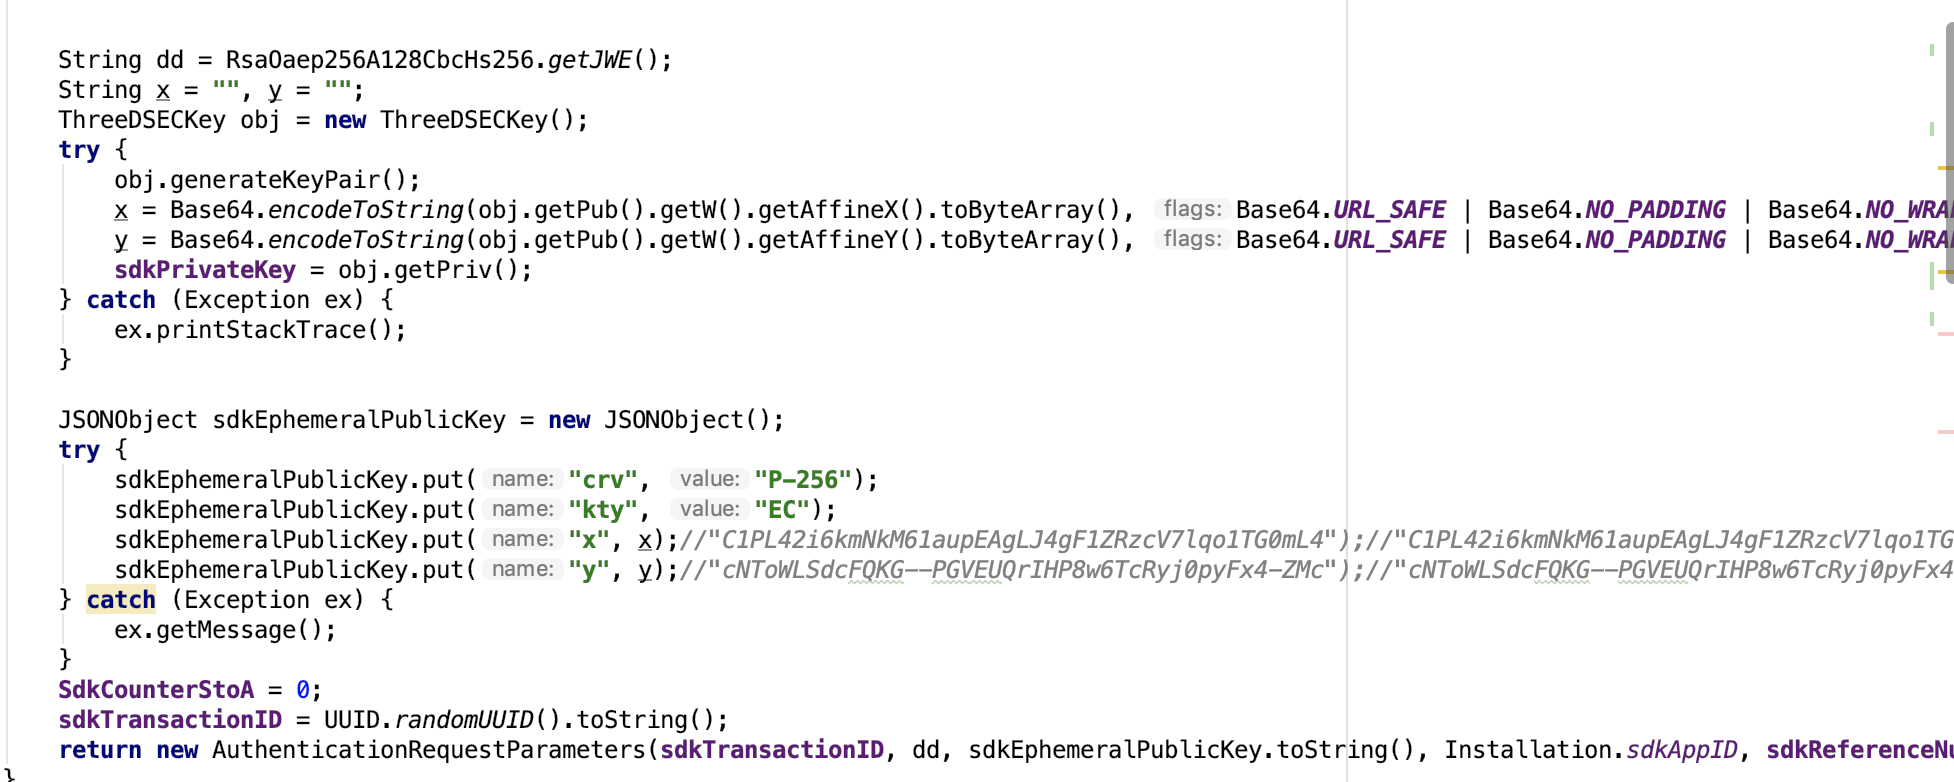 String dd = RsaOaep256A128CbcHs256.getJWE();
String x = "", y = "";
ThreeDSECKey obj = new ThreeDSECKey();
try {
obj.generateKeyPair();
x = Base64.encodeToString(obj.getPub().getW().getAffineX().toByteArray(), flags: Base64.URL_SAFE | Base64.NO_PADDING | Base64.NO_WRA
y = Base64.encodeToString(obj.getPub().getW().getAffineY().toByteArray(), flags: Base64.URL_SAFE | Base64.NO_PADDING | Base64.NO_WRA
sdkPrivateKey = obj.getPriv();
} catch (Exception ex) {
ex.printStackTrace();
}
JSONObject sdkEphemeralPublicKey = new JSONObject();
try {
sdkEphemeralPublicKey.put( name: "crv", value: "P-256");
sdkEphemeralPublicKey.put( name: "kty", value: "EC");
sdkEphemeralPublicKey.put( name: "x", x);//"C1PL42i6kmNkM61aupEAgLJ4gF1ZRzcV7lqo1TG0mL4");//"C1PL42i6kmNkM61aupEAgLJ4gF1ZRzcV7lqo1TG
sdkEphemeralPublicKey.put( name: "y", y);//"cNToWLSdcFQKG--PGVEUQrIHP8w6TcRyj0pyFx4-ZMc");//"cNToWLSdcFQKG--PGVEUQrIHP8w6TcRyj0pyFx4
} catch (Exception ex) {
ex.getMessage();
}
SdkCounterStoA = 0;
sdkTransactionID = UUID.randomUUID().toString();
return new AuthenticationRequestParameters(sdkTransactionID, dd, sdkEphemeralPublicKey.toString(), Installation.sdkAppID, sdkReferenceNu
}